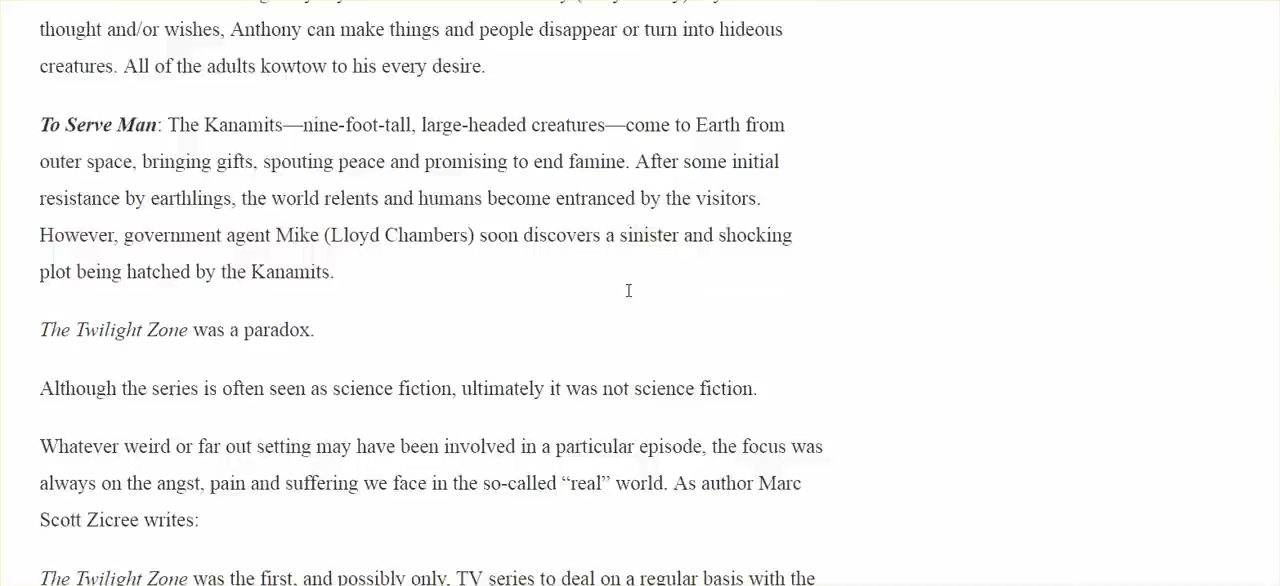 thought and/or wishes, Anthony can make things and people disappear or turn into hideous
creatures. All of the adults kowtow to his every desire.
To Serve Man: The Kanamits—nine-foot-tall, large-headed creatures—come to Earth from
outer space, bringing gifts, spouting peace and promising to end famine. After some initial
resistance by earthlings, the world relents and humans become entranced by the visitors.
However, government agent Mike (Lloyd Chambers) soon discovers a sinister and shocking
plot being hatched by the Kanamits.
The Twilight Zone was a paradox.
Although the series is often seen as science fiction, ultimately it was not science fiction.
Whatever weird or far out setting may have been involved in a particular episode, the focus was
always on the angst, pain and suffering we face in the so-called “real” world. As author Marc
Scott Zicree writes:
The Twilight Zone was the first, and possibly only, TV series to deal on a regular basis with the